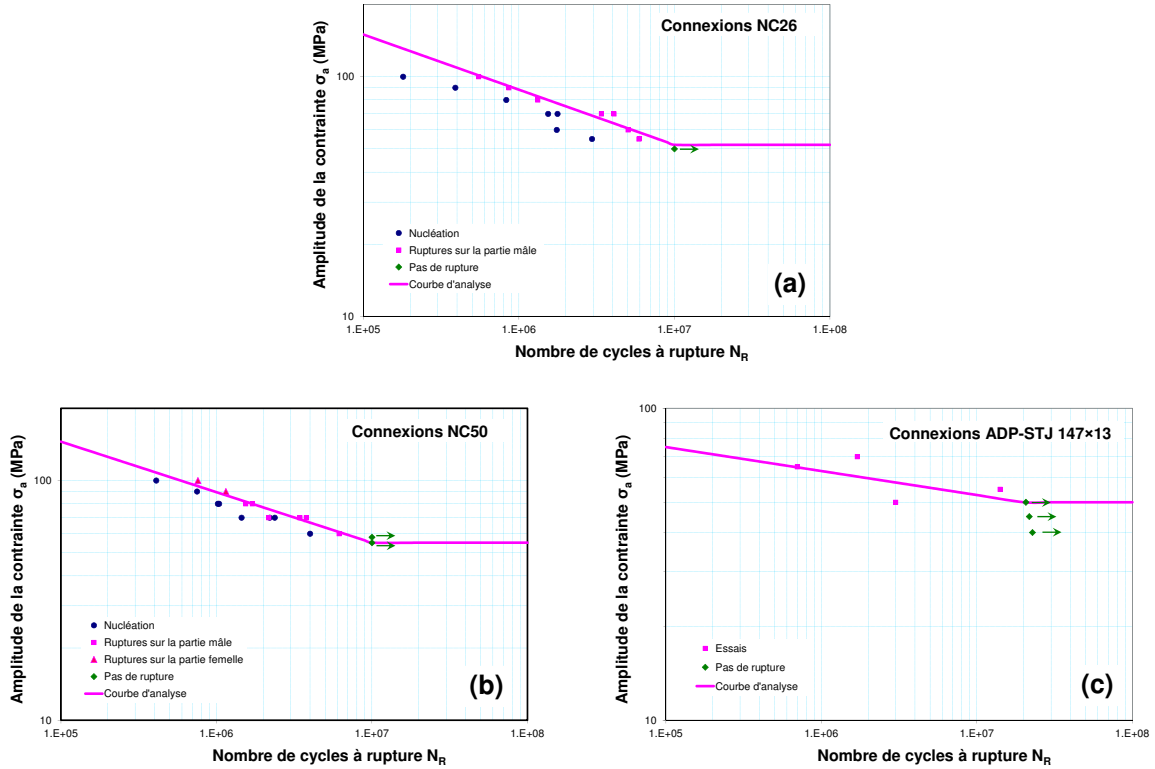 Connexions NC26
Amplitude de la contrainte σa (MPa)
100
10
Nucléation
Ruptures sur la partie mâle
Pas de rupture
Courbe d'analyse
(a)
1.E+05
1.E+06
1.E+07
1.E+08
Nombre de cycles à rupture NR
Connexions NC50
Amplitude de la contrainte σa (MPa)
100
10
Nucléation
Ruptures sur la partie mâle
Ruptures sur la partie femelle
Pas de rupture
Courbe d'analyse
(b)
1.E+05
1.E+06
1.E+07
1.E+08
Nombre de cycles à rupture NR
Connexions ADP-STJ 147×13
Amplitude de la contrainte σa (MPa)
100
10
Essais
Pas de rupture
Courbe d'analyse
(c)
1.E+05
1.E+06
1.E+07
1.E+08
Nombre de cycles à rupture NR